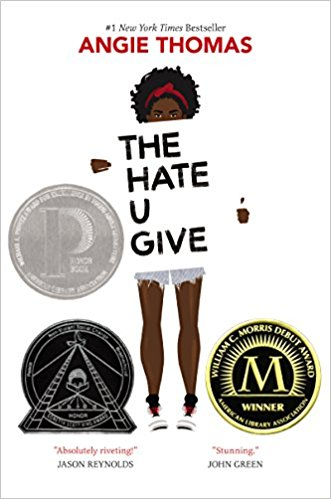 #1 New York Times Bestseller
ANGIE THOMAS
THE
HATE
U
GIVE
HONOR
WILLIAM C. MORRIS DEBUT AWARD
M
WINNER
AMERICAN LIBRARY ASSOCIATION
"Absolutely riveting!"
JASON REYNOLDS
"Stunning."
JOHN GREEN